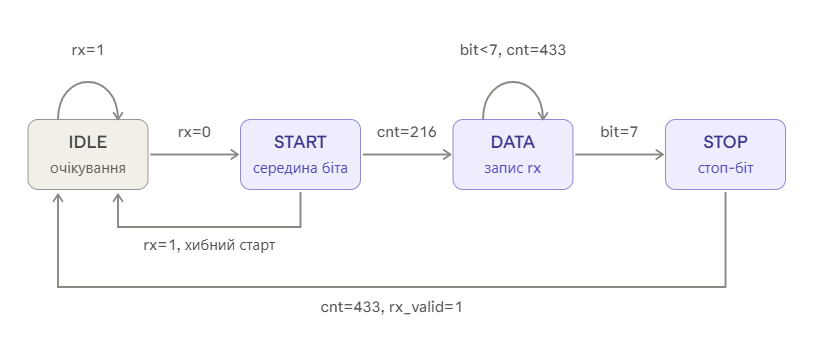 rx=1
bit<7, cnt=433
rx=0
cnt=216
bit=7
IDLE
очікування
START
середина біта
DATA
запис rx
STOP
стоп-біт
rx=1, хибний старт
cnt=433, rx_valid=1